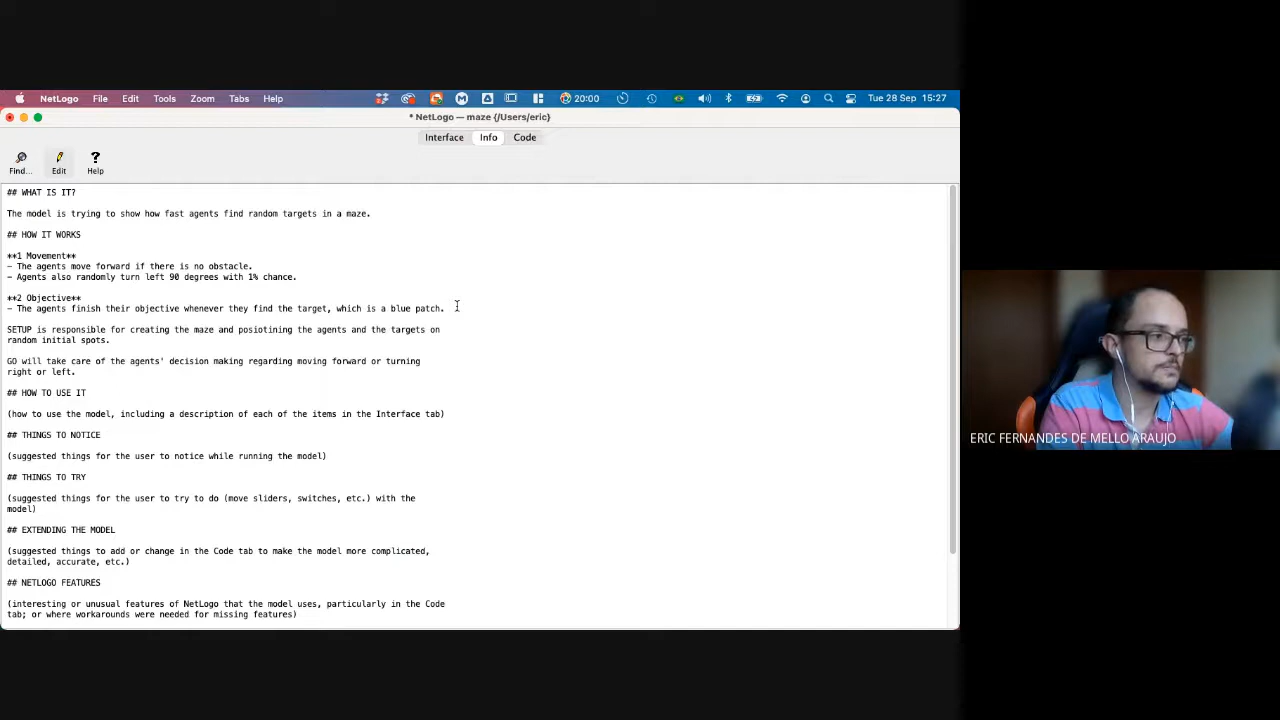 NetLogo File Edit Tools Zoom Tabs Help 20:00 Tue 28 Sep 15:27
* NetLogo — maze {/Users/eric}
Interface Info Code
Find... Edit Help
## WHAT IS IT?
The model is trying to show how fast agents find random targets in a maze.
## HOW IT WORKS
**1 Movement**
- The agents move forward if there is no obstacle.
- Agents also randomly turn left 90 degrees with 1% chance.
**2 Objective**
- The agents finish their objective whenever they find the target, which is a blue patch.
SETUP is responsible for creating the maze and posiotining the agents and the targets on
random initial spots.
GO will take care of the agents' decision making regarding moving forward or turning
right or left.
## HOW TO USE IT
(how to use the model, including a description of each of the items in the Interface tab)
## THINGS TO NOTICE
(suggested things for the user to notice while running the model)
## THINGS TO TRY
(suggested things for the user to try to do (move sliders, switches, etc.) with the
model)
## EXTENDING THE MODEL
(suggested things to add or change in the Code tab to make the model more complicated,
detailed, accurate, etc.)
## NETLOGO FEATURES
(interesting or unusual features of NetLogo that the model uses, particularly in the Code
tab; or where workarounds were needed for missing features)
ERIC FERNANDES DE MELLO ARAUJO